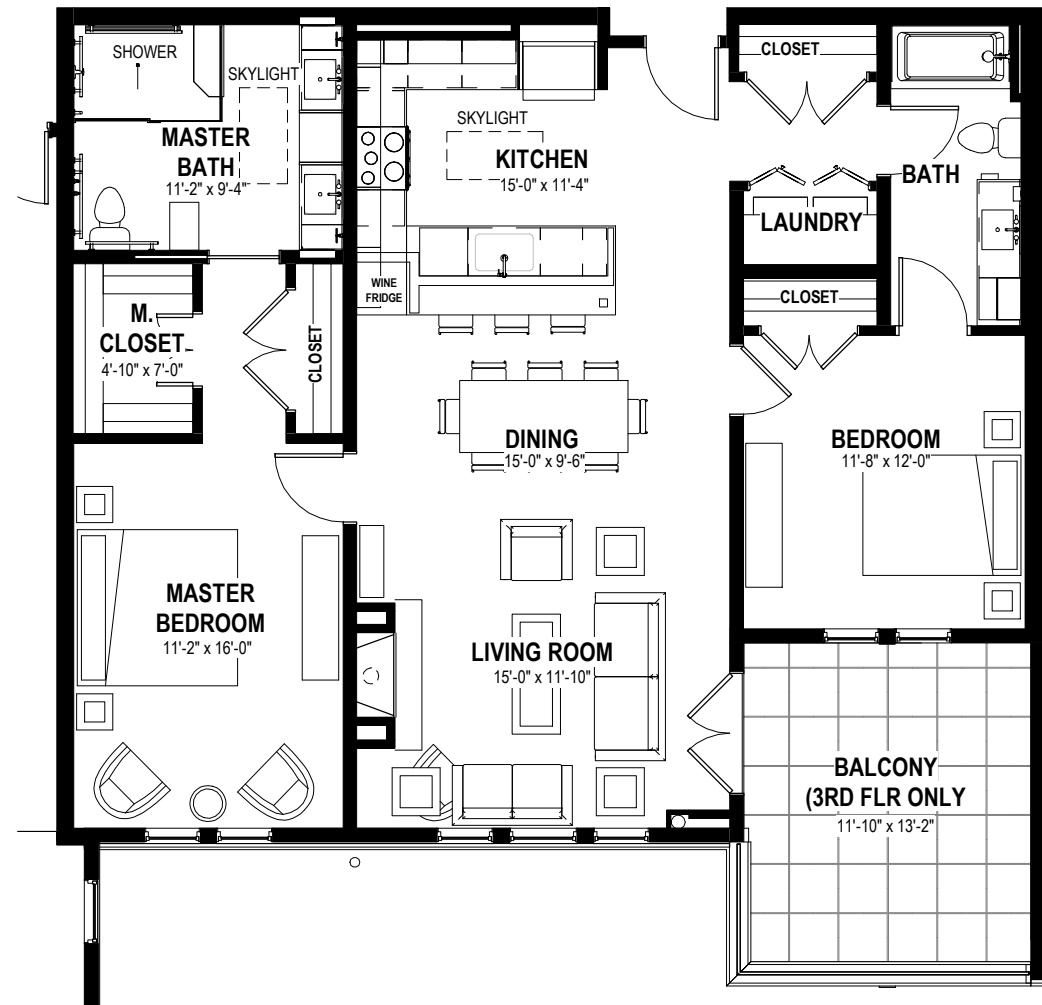 SHOWER
SKYLIGHT
MASTER
BATH
11'-2" x 9'-4"
SKYLIGHT
KITCHEN
15'-0" x 11'-4"
CLOSET
BATH
LAUNDRY
WINE
FRIDGE
CLOSET
M.
CLOSET
4'-10" x 7'-0"
CLOSET
DINING
15'-0" x 9'-6"
BEDROOM
11'-8" x 12'-0"
MASTER
BEDROOM
11'-2" x 16'-0"
LIVING ROOM
15'-0" x 11'-10"
BALCONY
(3RD FLR ONLY
11'-10" x 13'-2"